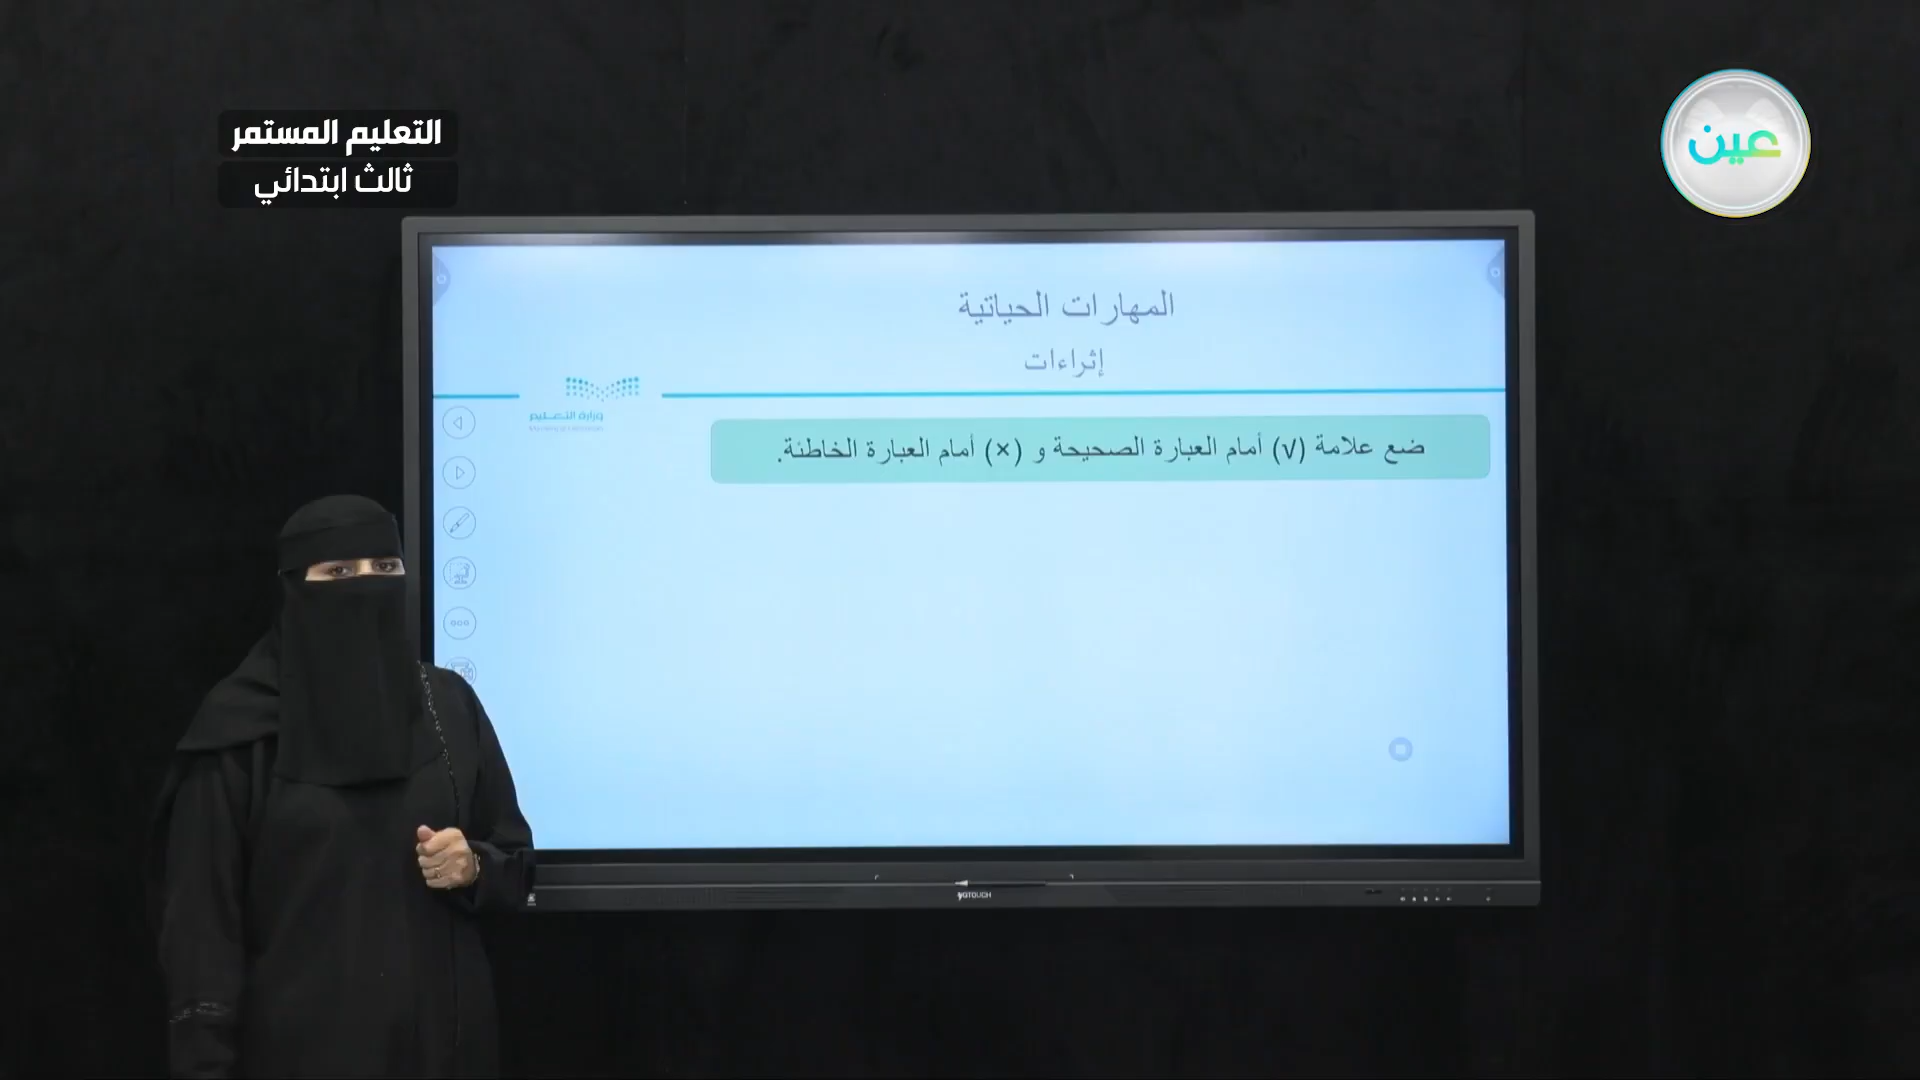 التعليم المستمر
ثالث ابتدائي
عين
المهارات الحياتية
إثراءات
وزارة التعليم
ضع علامة (√) أمام العبارة الصحيحة و (×) أمام العبارة الخاطئة.